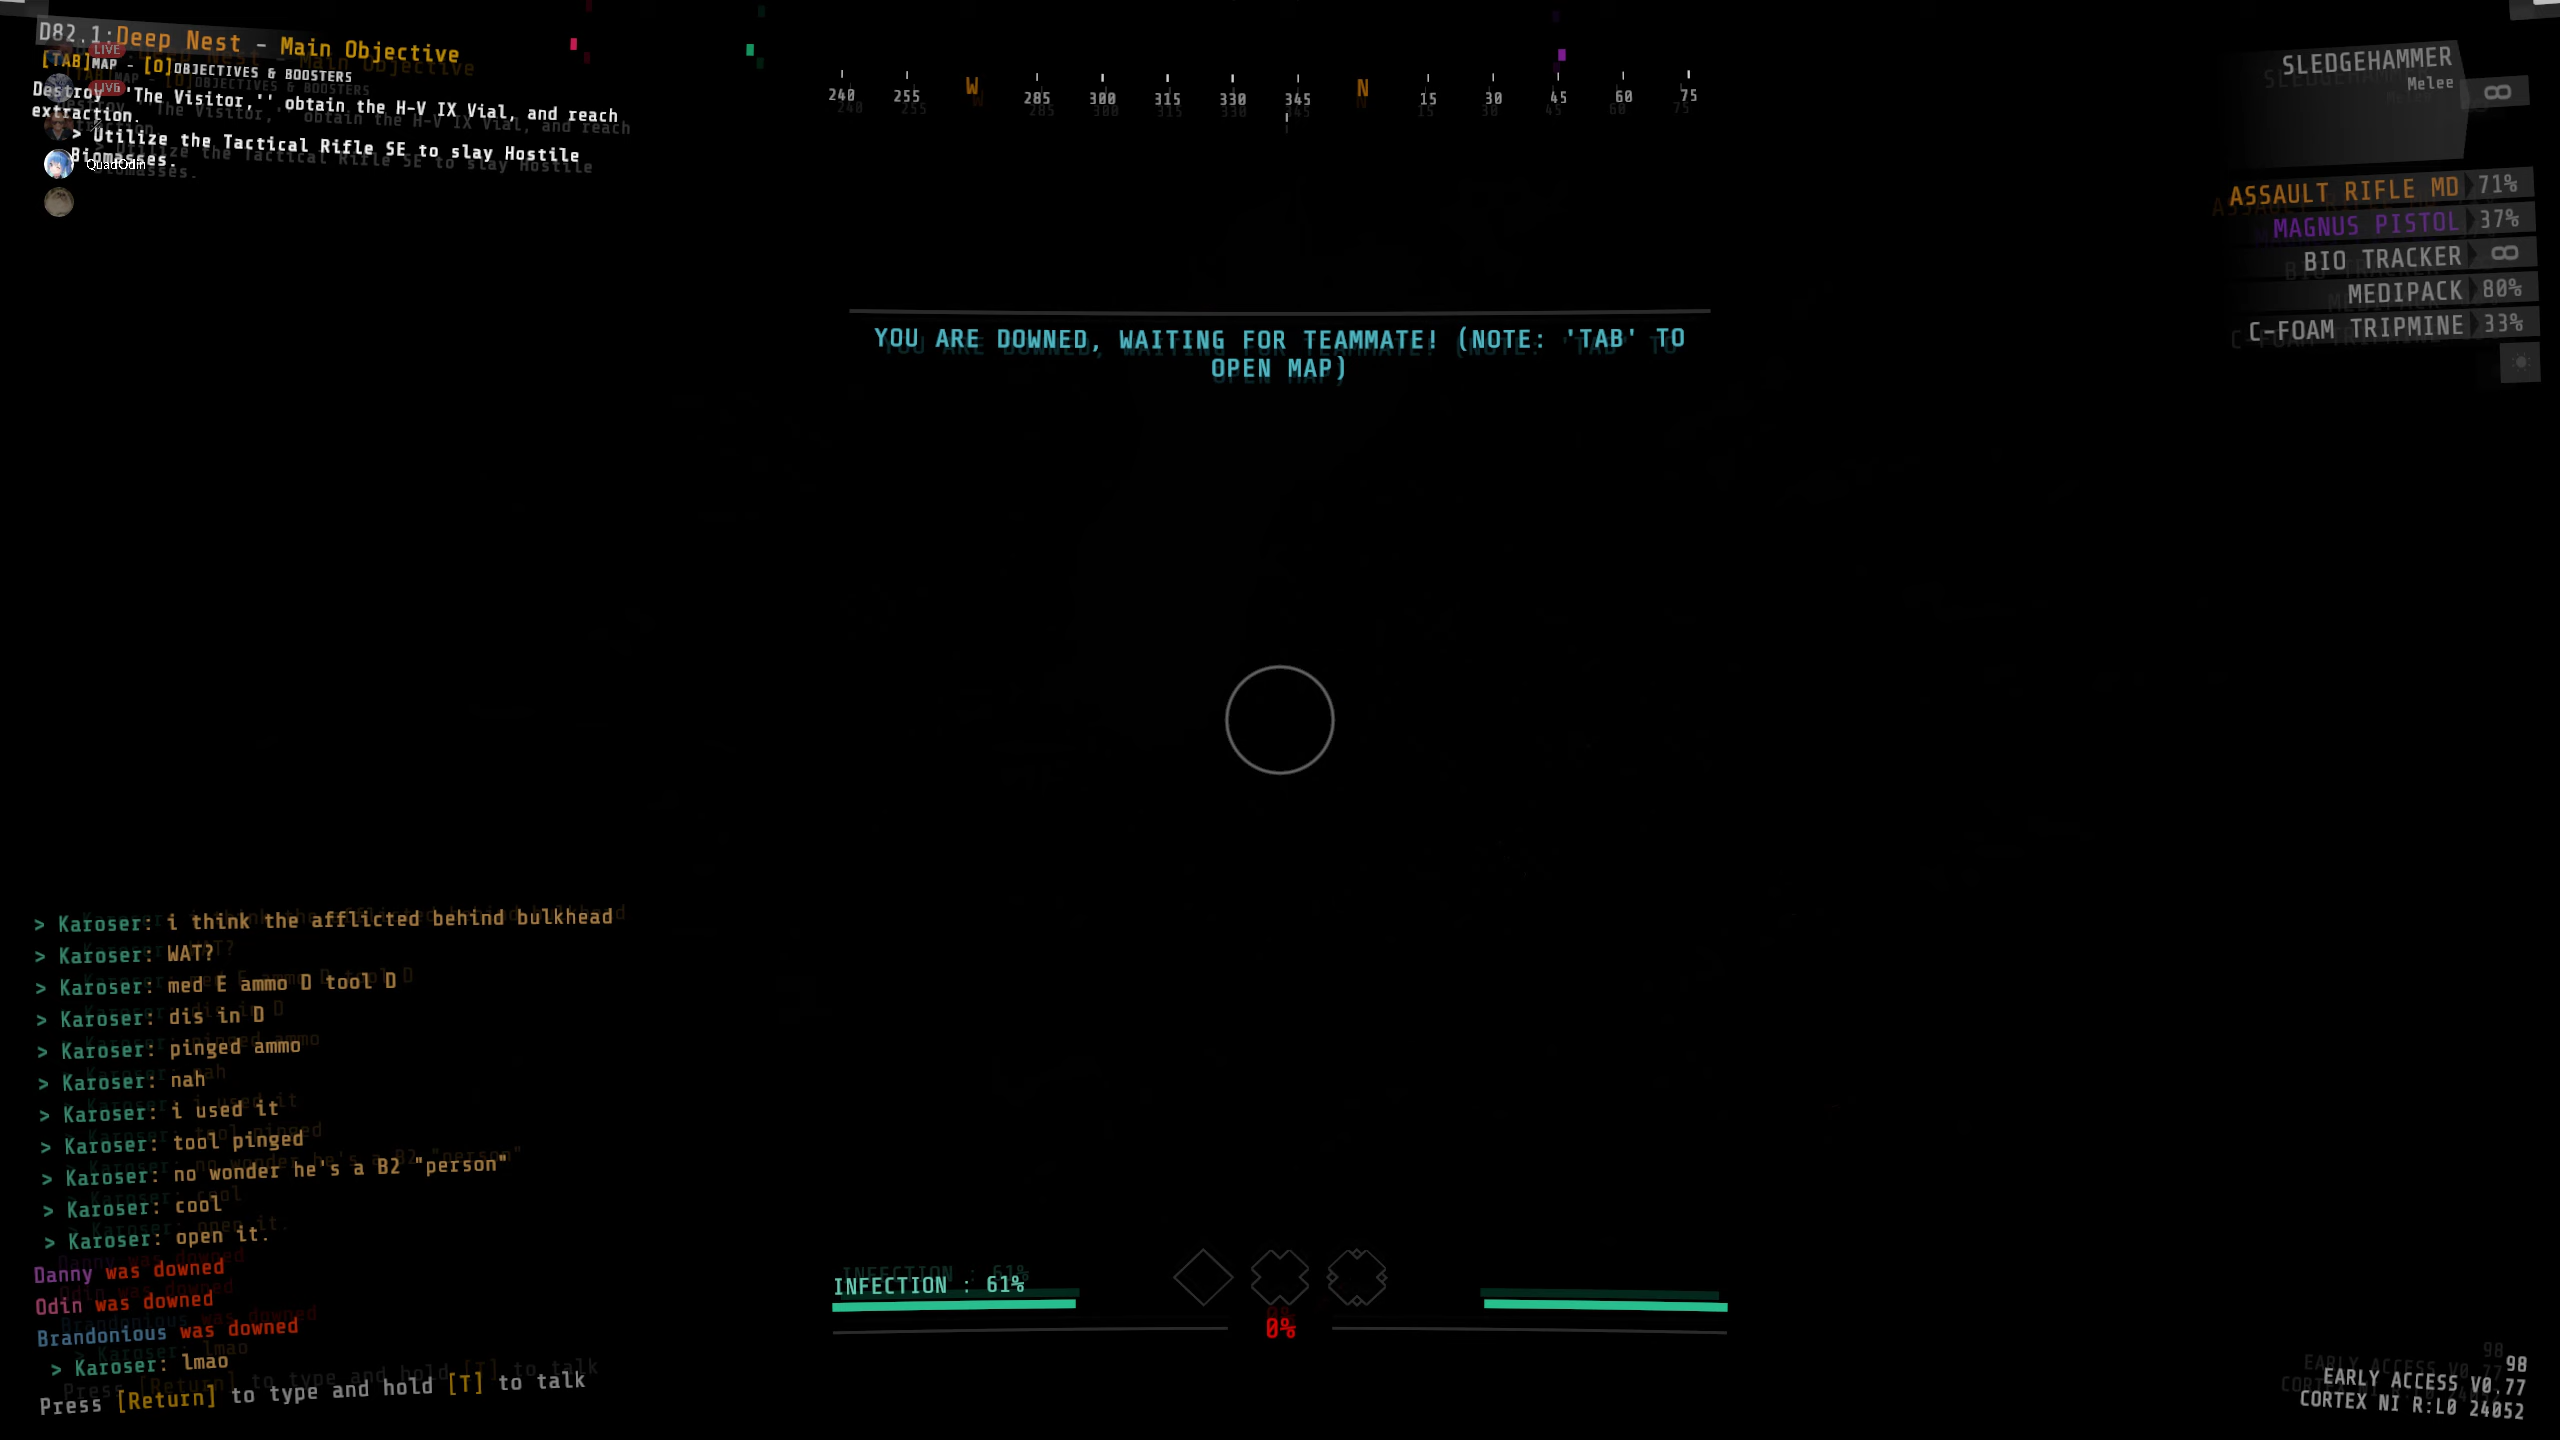 D82.1:Deep Nest - Main Objective
LIVE
[TAB]MAP - [O]OBJECTIVES & BOOSTERS
LIVE
Destroy ''The Visitor,'' obtain the H-V IX Vial, and reach
extraction.
> Utilize the Tactical Rifle SE to slay Hostile
Biomasses.
QuadOdin
240 255 W 285 300 315 330 345 N 15 30 45 60 75
SLEDGEHAMMER
Melee
ASSAULT RIFLE MD 71%
MAGNUS PISTOL 37%
BIO TRACKER
MEDIPACK 80%
C-FOAM TRIPMINE 33%
YOU ARE DOWNED, WAITING FOR TEAMMATE! (NOTE: 'TAB' TO
OPEN MAP)
> Karoser: i think the afflicted behind bulkhead
> Karoser: WAT?
> Karoser: med E ammo D tool D
> Karoser: dis in D
> Karoser: pinged ammo
> Karoser: nah
> Karoser: i used it
> Karoser: tool pinged
> Karoser: no wonder he's a B2 "person"
> Karoser: cool
> Karoser: open it.
Danny was downed
Odin was downed
Brandonious was downed
> Karoser: lmao
Press [Return] to type and hold [T] to talk
INFECTION : 61%
0%
98
EARLY ACCESS V0.77
CORTEX NI R:L0 24052